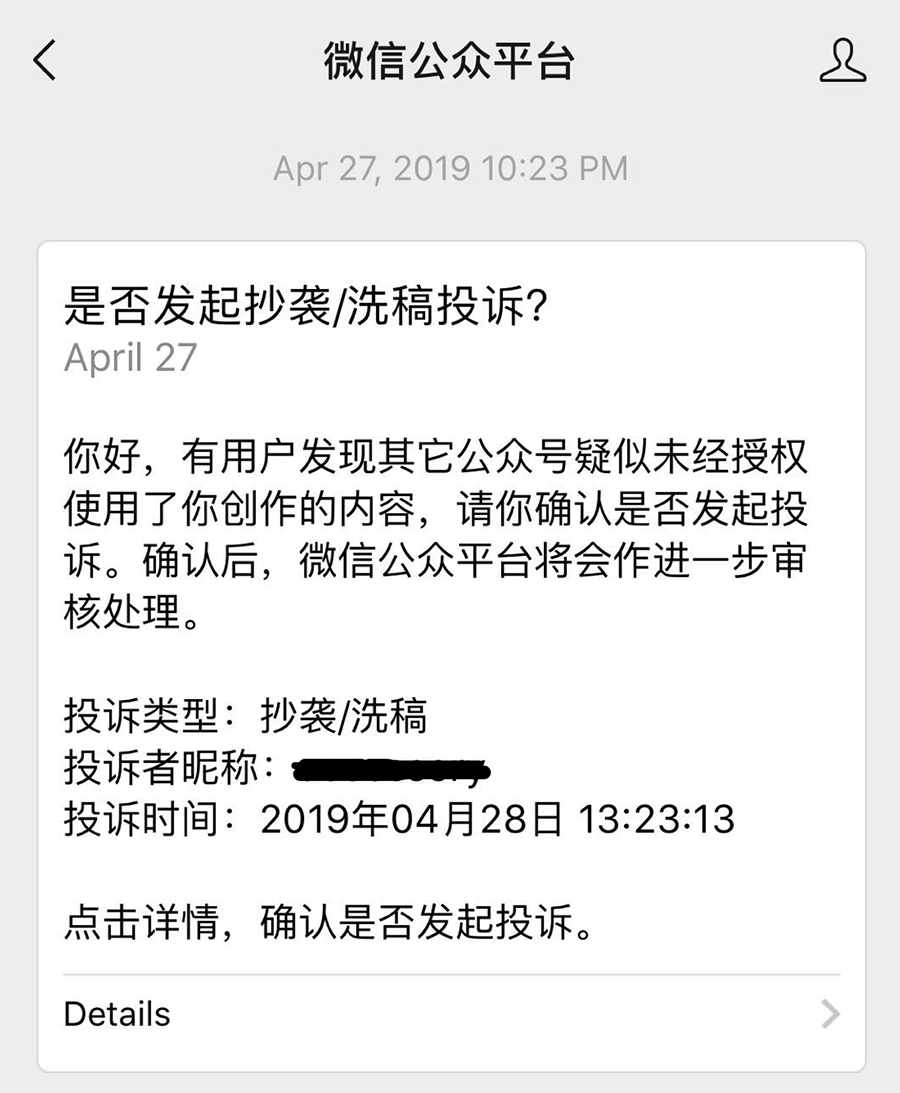 微信公众平台
Apr 27, 2019 10:23 PM
是否发起抄袭/洗稿投诉?
April 27
你好，有用户发现其它公众号疑似未经授权
使用了你创作的内容，请你确认是否发起投
诉。确认后，微信公众平台将会作进一步审
核处理。
投诉类型：抄袭/洗稿
投诉者昵称：
投诉时间：2019年04月28日 13:23:13
点击详情，确认是否发起投诉。
Details